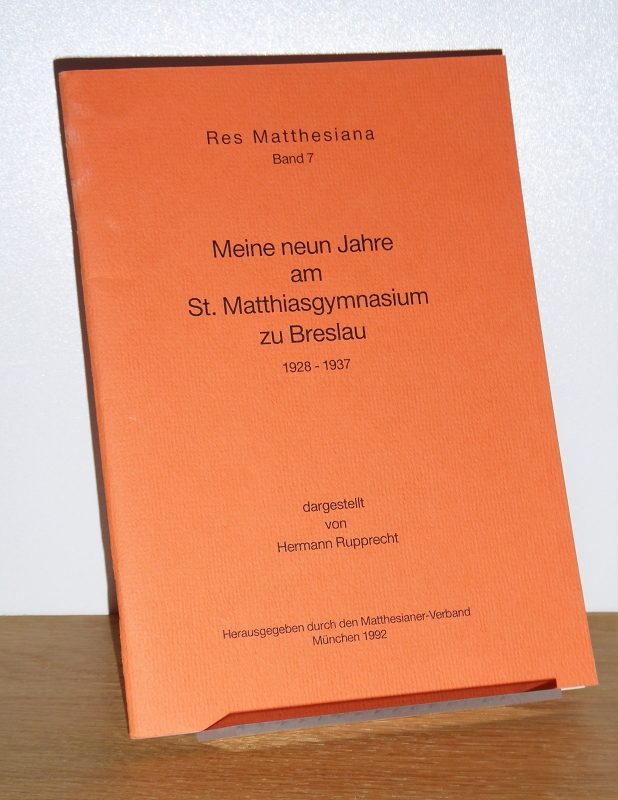 Res Matthesiana
Band 7
Meine neun Jahre
am
St. Matthiasgymnasium
zu Breslau
1928 - 1937
dargestellt
von
Hermann Rupprecht
Herausgegeben durch den Matthesianer-Verband
München 1992